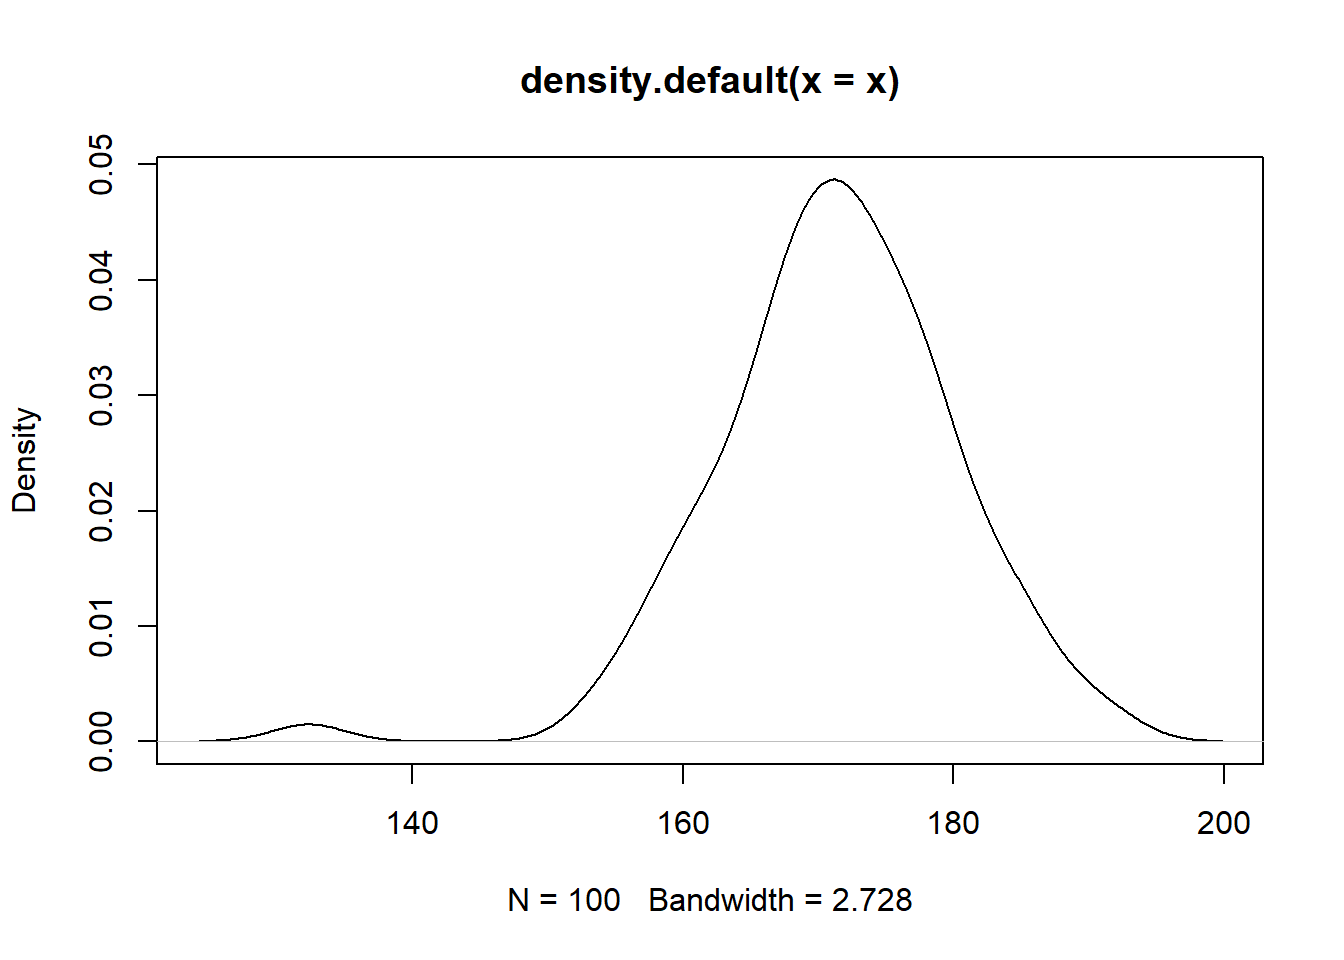 density.default(x = x)
Density
0.05
0.04
0.03
0.02
0.01
0.00
140 160 180 200
N = 100 Bandwidth = 2.728